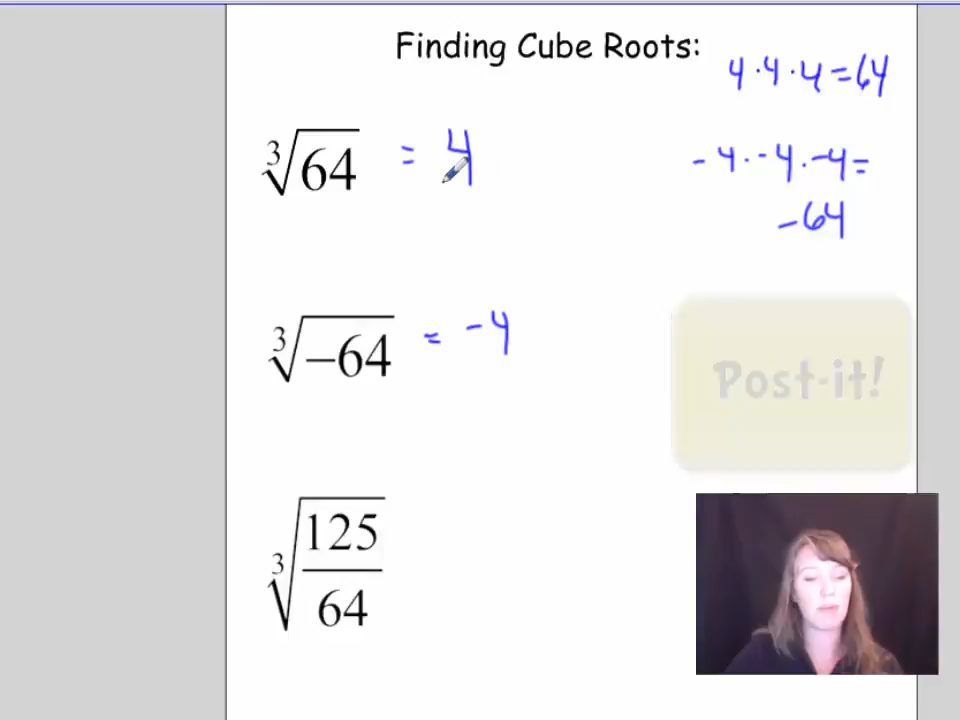 Finding Cube Roots:
4 · 4 · 4 = 64
∛64 = 4
-4 · -4 · -4 =
-64
∛-64 = -4
Post-it!
∛(125/64)